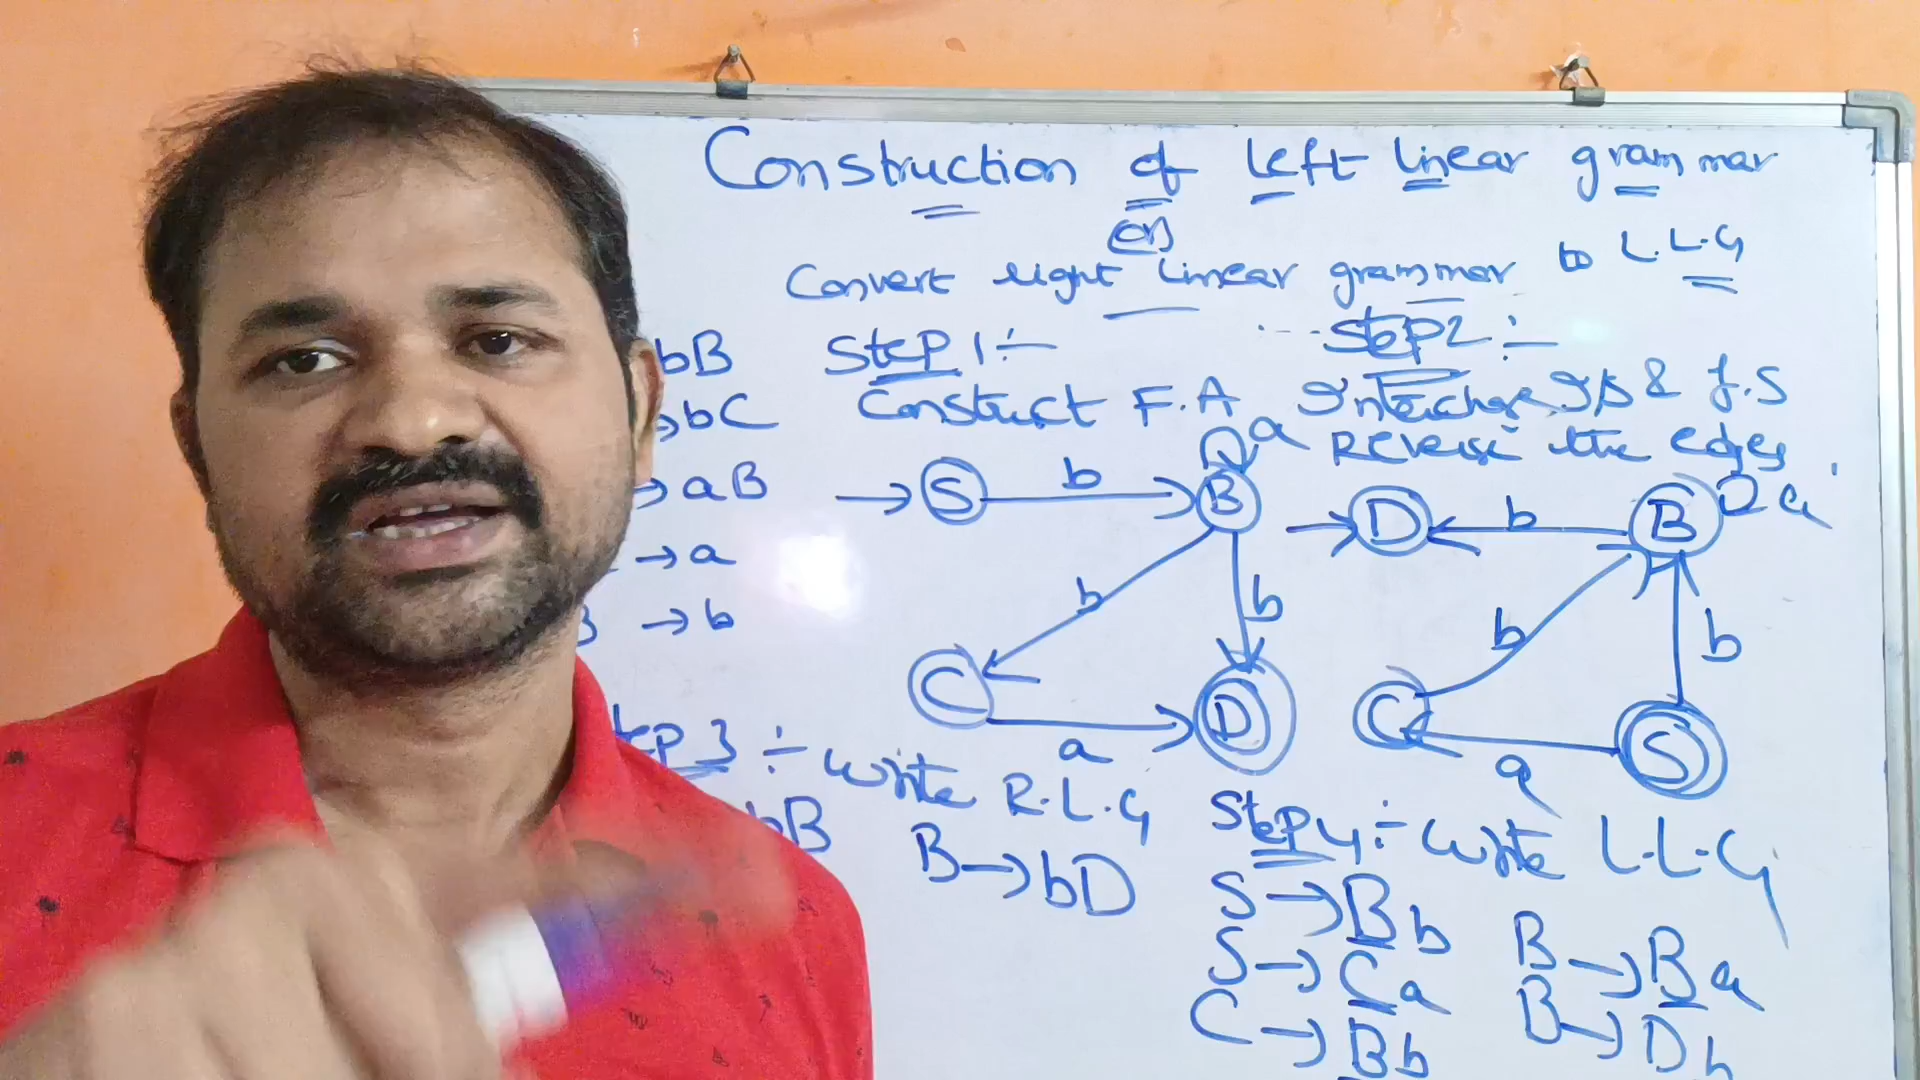 Construction of Left Linear grammar
(or)
Convert right linear grammar to L.L.G
bB
→bC
→aB
→a
B →b
Step 1:-
Construct F.A
S b B a
b b
C a D
Step 2:-
Interchange I.S & F.S
Reverse the edges
D b B a
b b
C a S
Step 3 :- Write R.L.G
bB
B→bD
Step 4:- Write L.L.G
S→Bb
S→Ca
C→Bb
B→Ba
B→Db